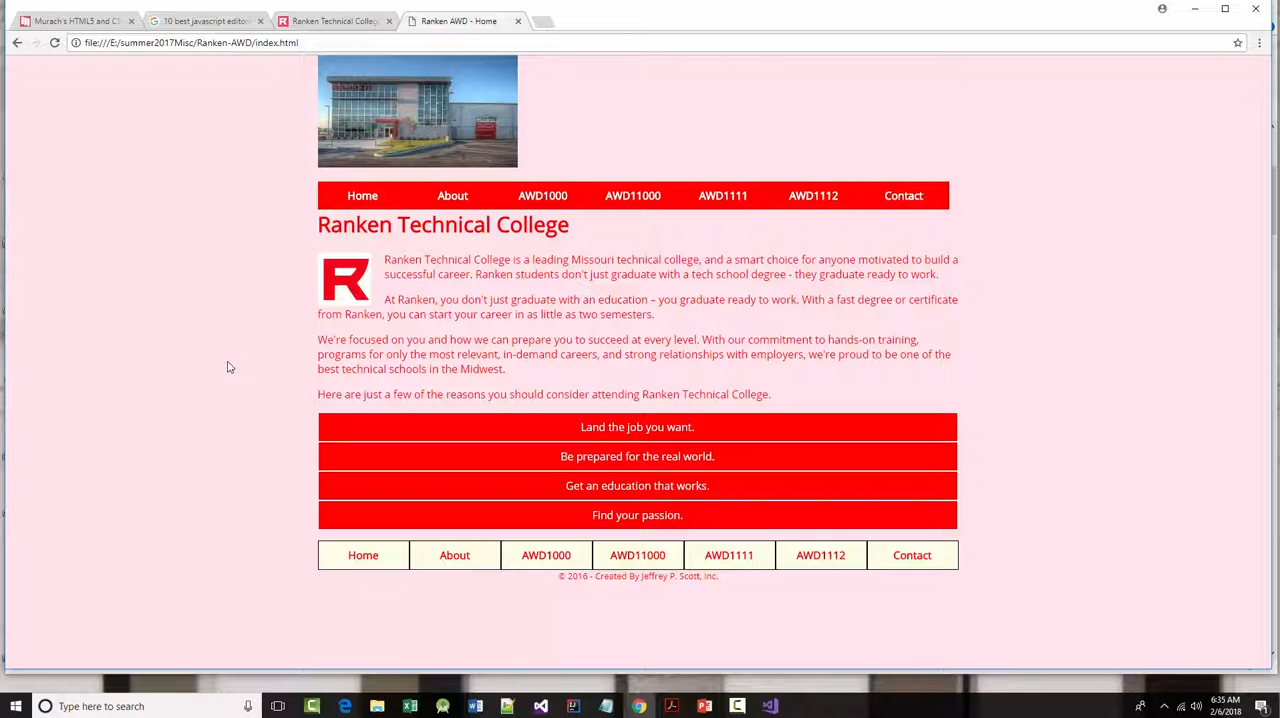 Murach's HTML5 and CS
10 best javascript editor
Ranken Technical College
Ranken AWD - Home
file:///E:/summer2017Misc/Ranken-AWD/index.html
Home About AWD1000 AWD11000 AWD1111 AWD1112 Contact
Ranken Technical College
R
Ranken Technical College is a leading Missouri technical college, and a smart choice for anyone motivated to build a
successful career. Ranken students don't just graduate with a tech school degree - they graduate ready to work.
At Ranken, you don't just graduate with an education – you graduate ready to work. With a fast degree or certificate
from Ranken, you can start your career in as little as two semesters.
We're focused on you and how we can prepare you to succeed at every level. With our commitment to hands-on training,
programs for only the most relevant, in-demand careers, and strong relationships with employers, we're proud to be one of the
best technical schools in the Midwest.
Here are just a few of the reasons you should consider attending Ranken Technical College.
Land the job you want.
Be prepared for the real world.
Get an education that works.
Find your passion.
Home About AWD1000 AWD11000 AWD1111 AWD1112 Contact
© 2016 - Created By Jeffrey P. Scott, Inc.
Type here to search
6:35 AM
2/6/2018